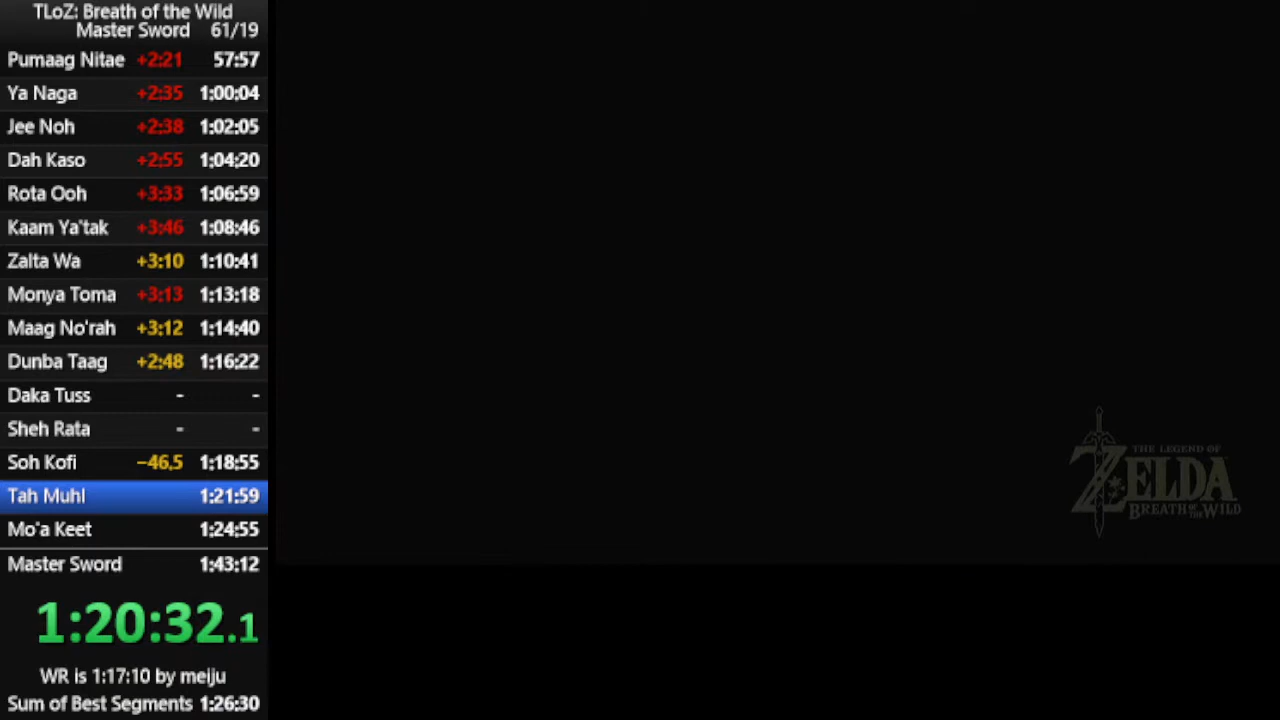 TLoZ: Breath of the Wild
Master Sword 61/19
Pumaag Nitae +2:21 57:57
Ya Naga +2:35 1:00:04
Jee Noh +2:38 1:02:05
Dah Kaso +2:55 1:04:20
Rota Ooh +3:33 1:06:59
Kaam Ya'tak +3:46 1:08:46
Zalta Wa +3:10 1:10:41
Monya Toma +3:13 1:13:18
Maag No'rah +3:12 1:14:40
Dunba Taag +2:48 1:16:22
Daka Tuss - -
Sheh Rata - -
Soh Kofi −46.5 1:18:55
Tah Muhl 1:21:59
Mo'a Keet 1:24:55
Master Sword 1:43:12
1:20:32.1
WR is 1:17:10 by meiju
Sum of Best Segments 1:26:30
THE LEGEND OF
ZELDA
BREATH OF THE WILD